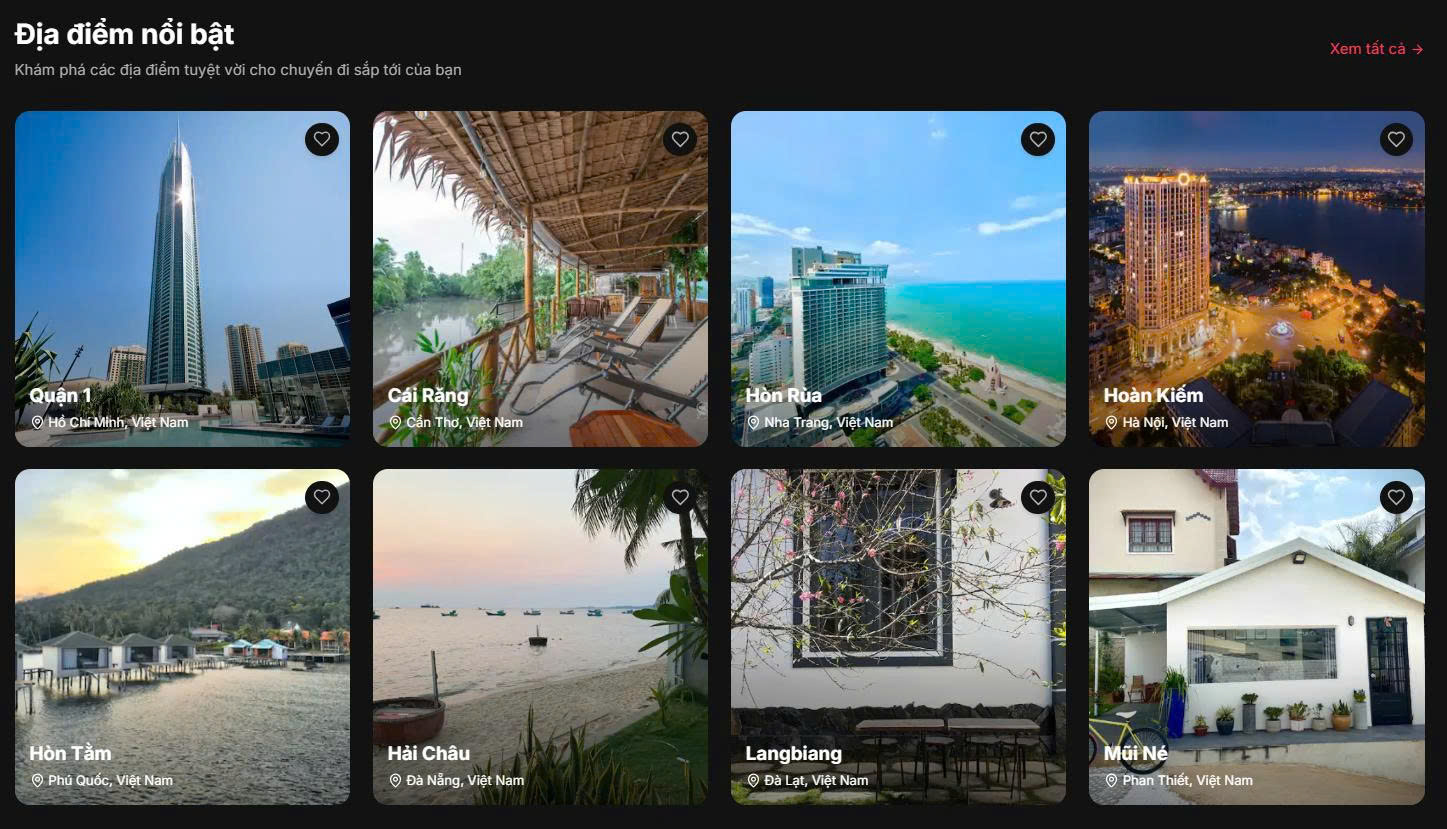 Địa điểm nổi bật
Khám phá các địa điểm tuyệt vời cho chuyến đi sắp tới của bạn
Xem tất cả →
Quận 1
Hồ Chí Minh, Việt Nam
Cái Răng
Cần Thơ, Việt Nam
Hòn Rùa
Nha Trang, Việt Nam
Hoàn Kiếm
Hà Nội, Việt Nam
Hòn Tằm
Phú Quốc, Việt Nam
Hải Châu
Đà Nẵng, Việt Nam
Langbiang
Đà Lạt, Việt Nam
Mũi Né
Phan Thiết, Việt Nam